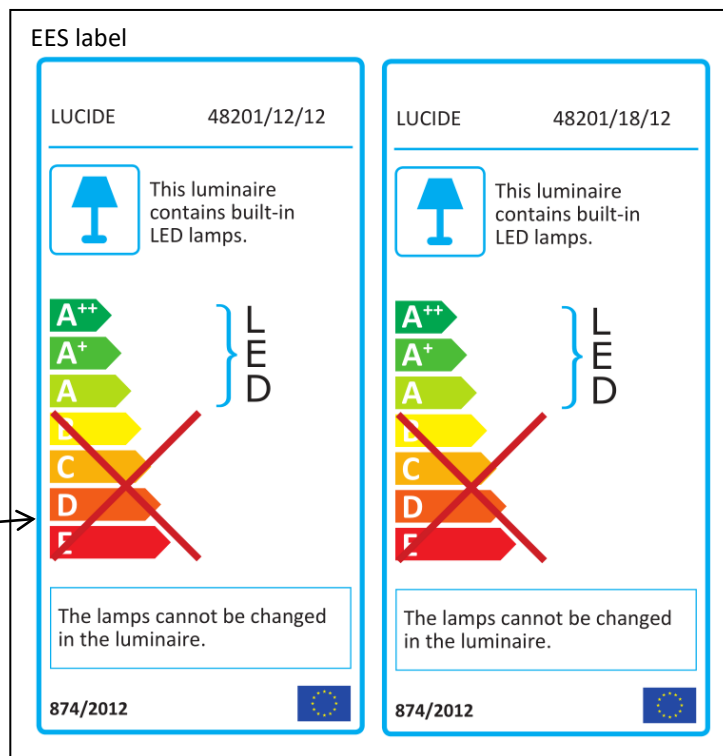 EES label
LUCIDE 48201/12/12
This luminaire
contains built-in
LED lamps.
A++
A+
A
B
C
D
E
L
E
D
The lamps cannot be changed
in the luminaire.
874/2012
LUCIDE 48201/18/12
This luminaire
contains built-in
LED lamps.
A++
A+
A
B
C
D
E
L
E
D
The lamps cannot be changed
in the luminaire.
874/2012